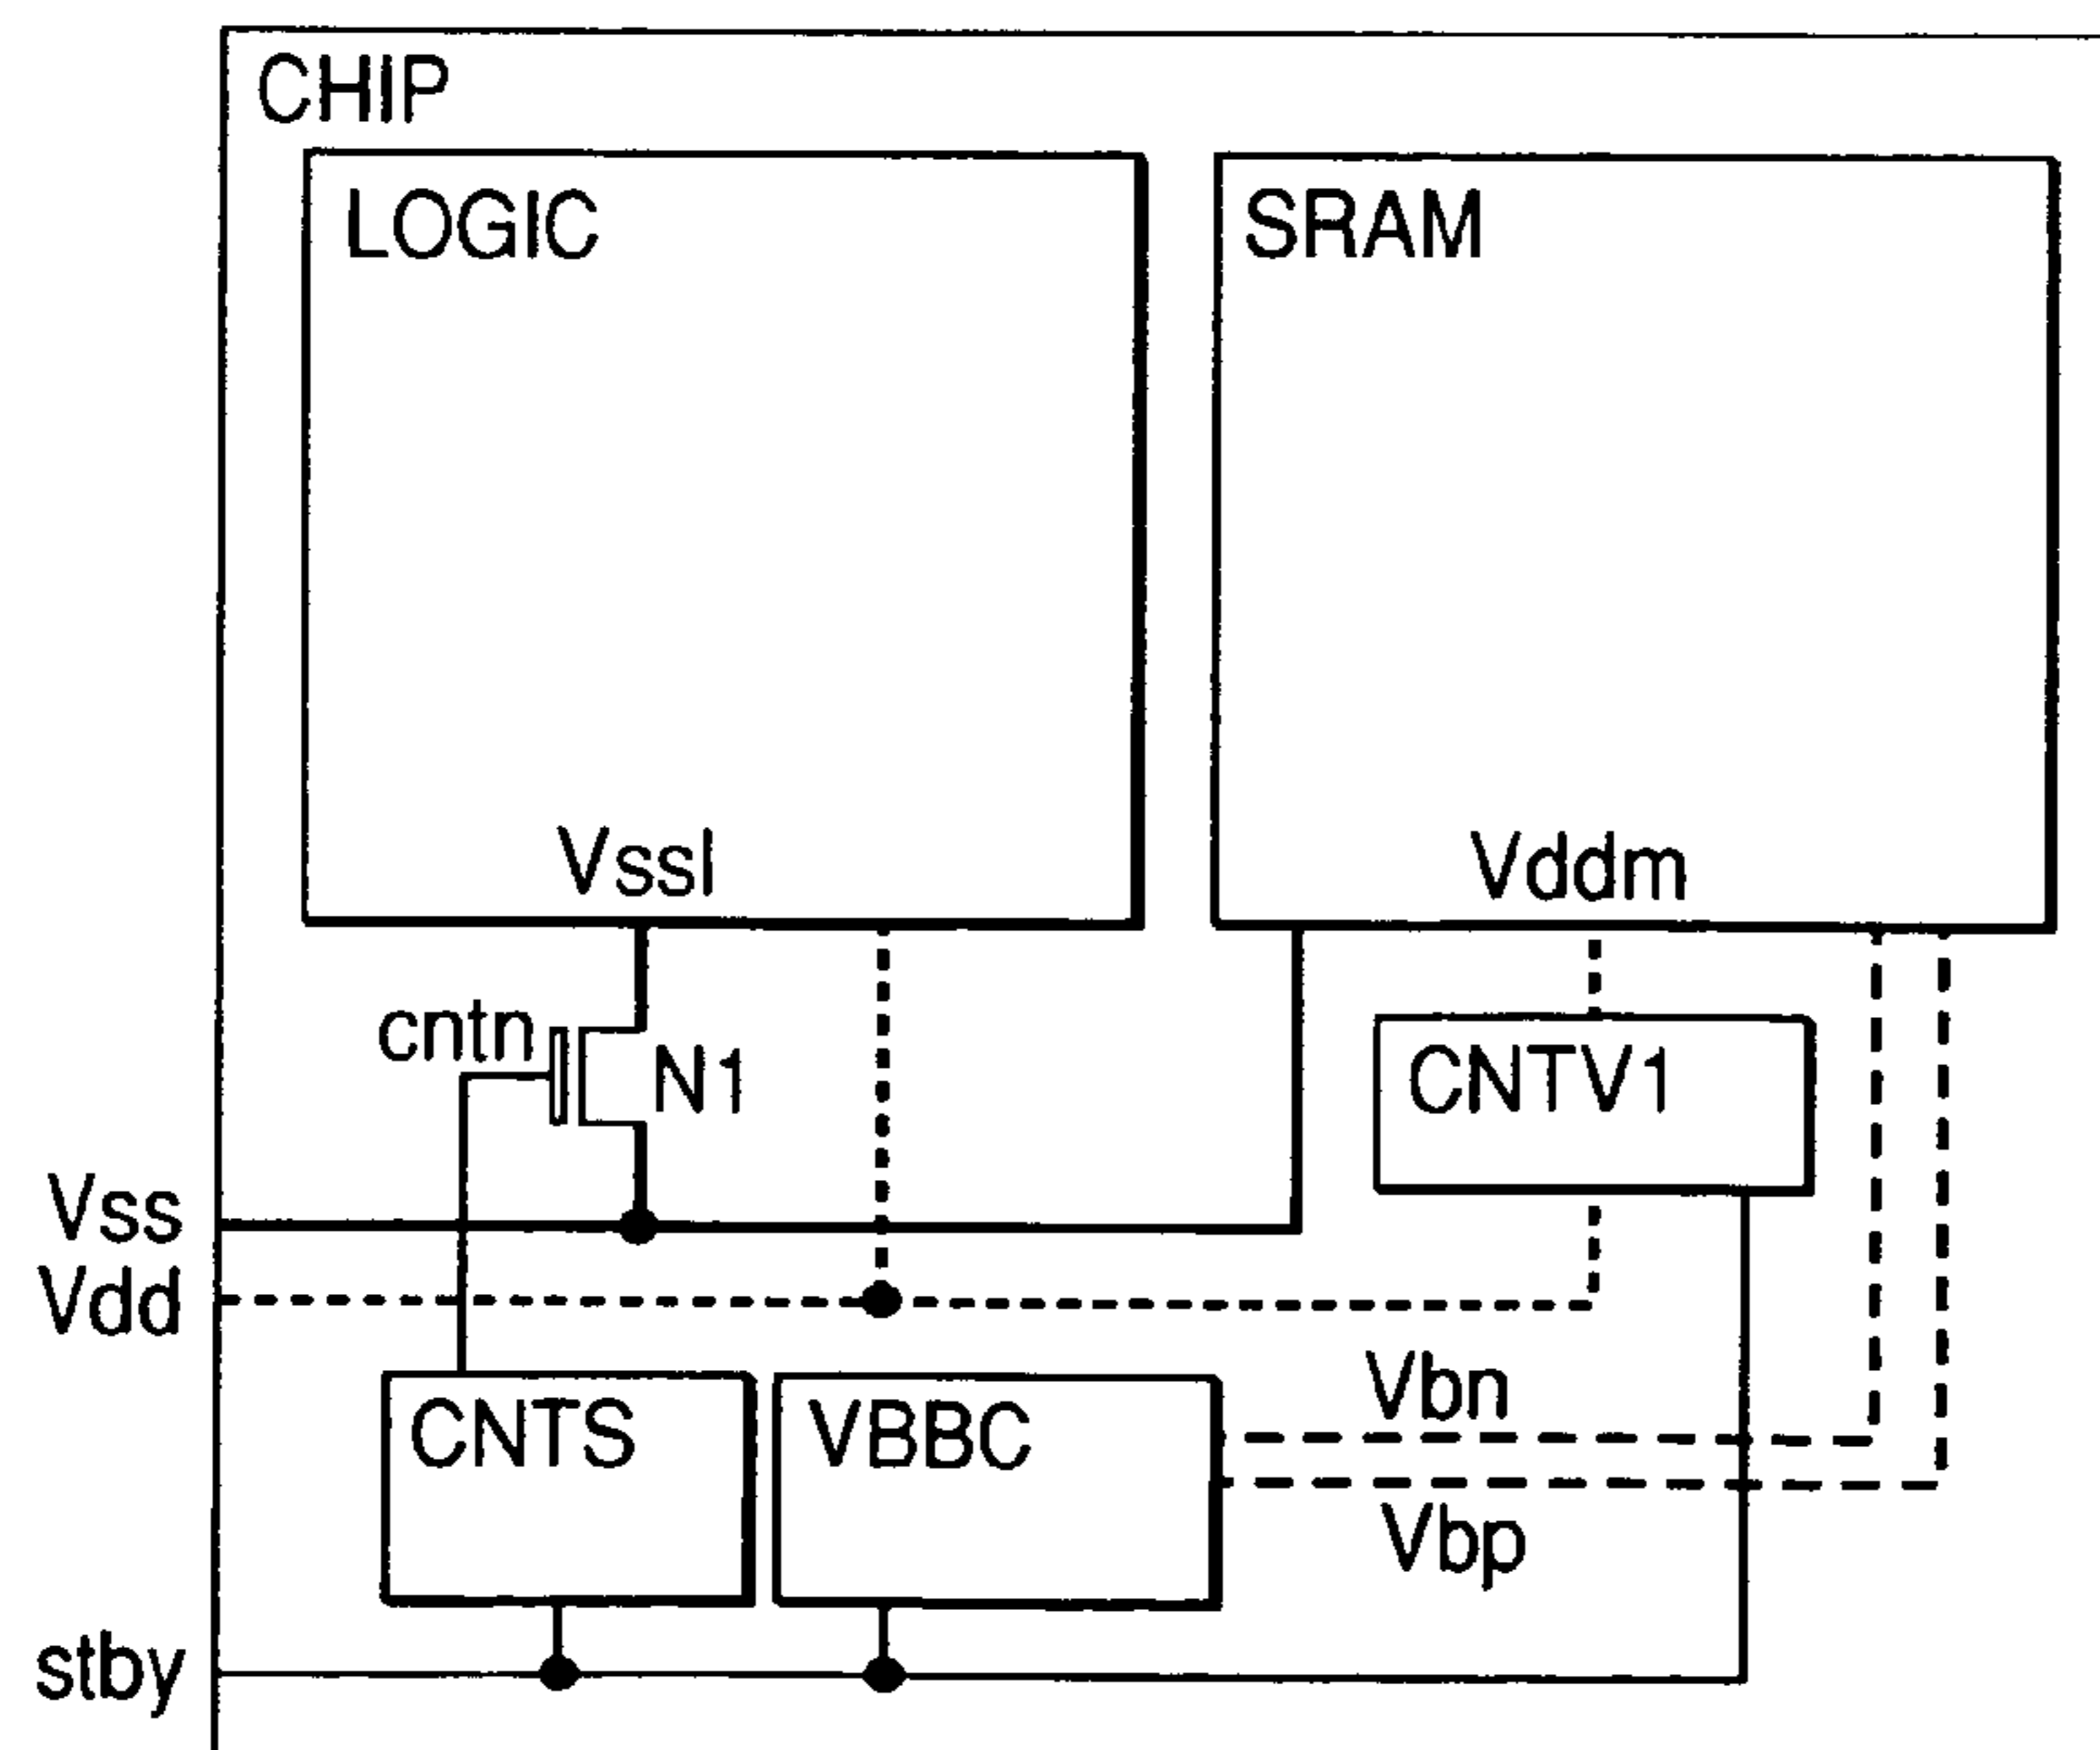 CHIP
LOGIC
SRAM
Vssl
Vddm
cntn
N1
CNTV1
Vss
Vdd
CNTS
VBBC
Vbn
Vbp
stby